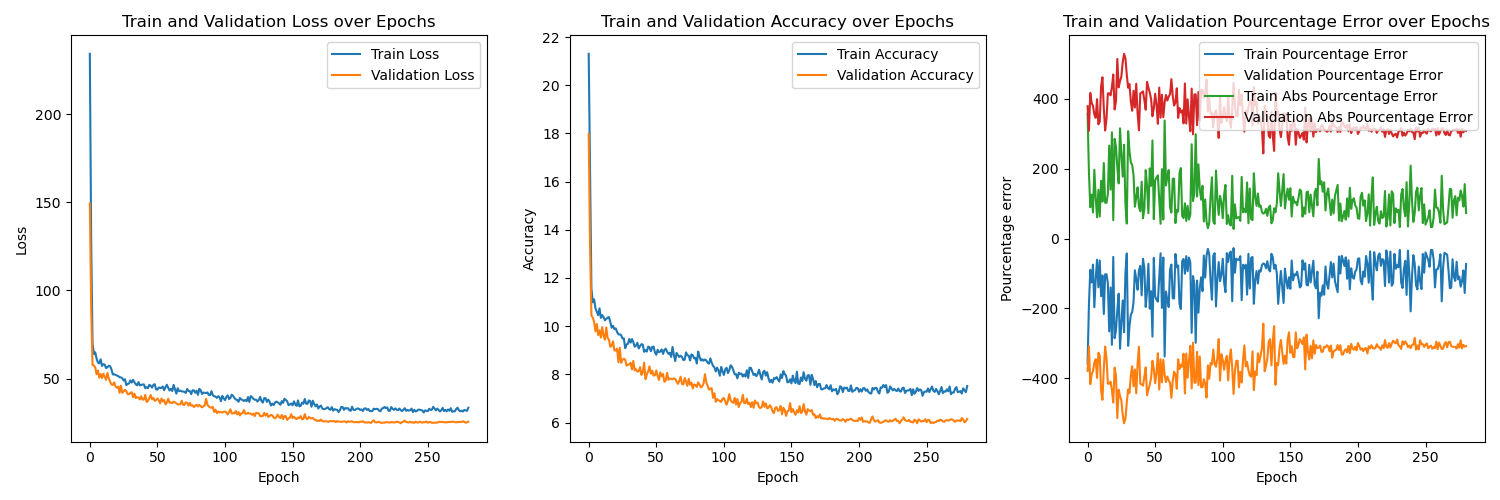 Train and Validation Loss over Epochs
Train Loss
Validation Loss
Loss
200
150
100
50
0
50
100
150
200
250
Epoch
Train and Validation Accuracy over Epochs
Train Accuracy
Validation Accuracy
Accuracy
22
20
18
16
14
12
10
8
6
0
50
100
150
200
250
Epoch
Train and Validation Pourcentage Error over Epochs
Train Pourcentage Error
Validation Pourcentage Error
Train Abs Pourcentage Error
Validation Abs Pourcentage Error
Pourcentage error
400
200
0
−200
−400
0
50
100
150
200
250
Epoch